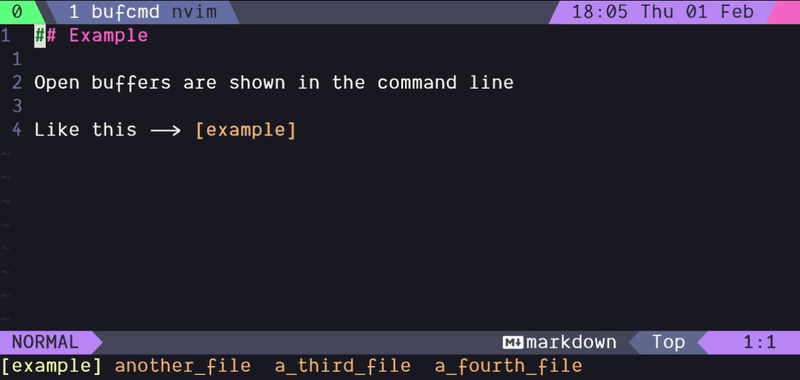 0 1 bufcmd nvim 18:05 Thu 01 Feb
1 ## Example
1
2 Open buffers are shown in the command line
3
4 Like this ⟶ [example]
~
~
~
~
~
~
~
NORMAL M↓ markdown Top 1:1
[example] another_file a_third_file a_fourth_file